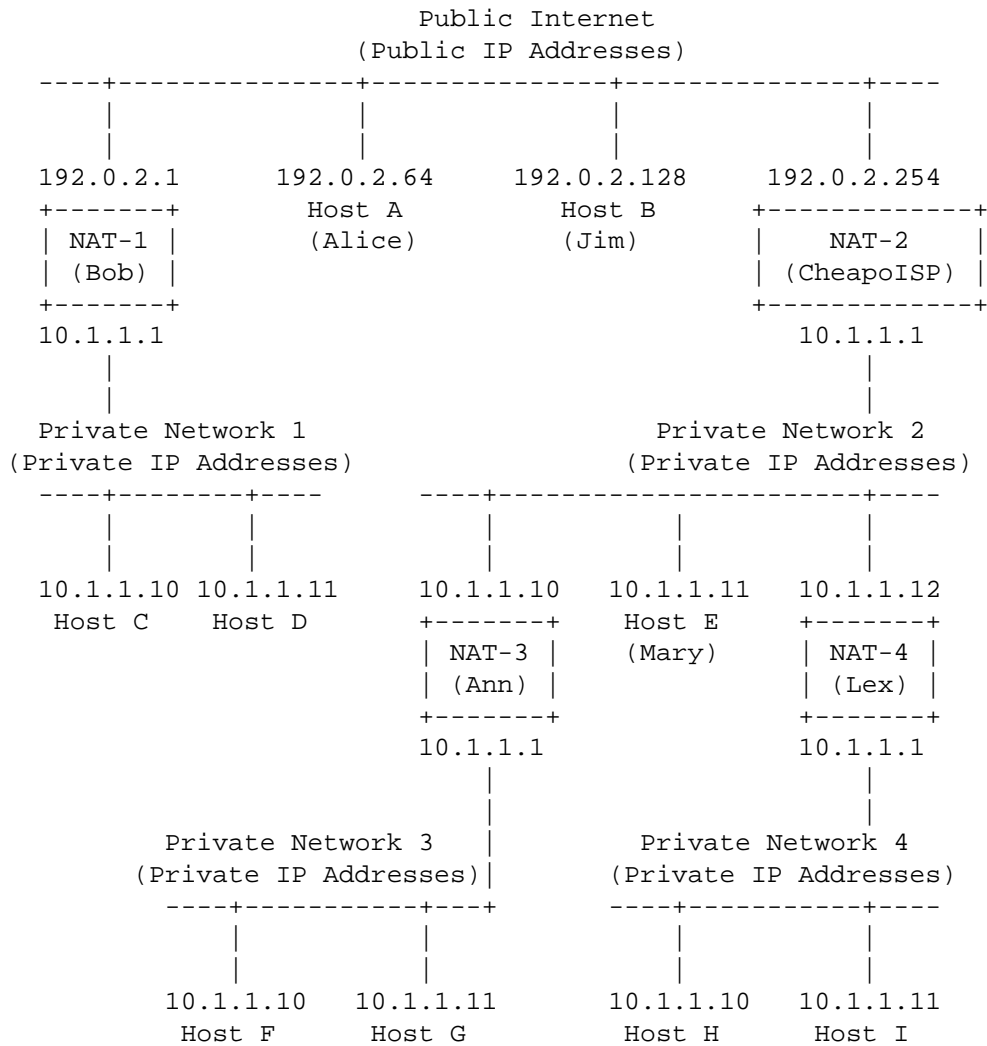 Public Internet
(Public IP Addresses)
----+---------------+---------------+---------------+----
|               |               |               |
|               |               |               |
192.0.2.1 192.0.2.64 192.0.2.128 192.0.2.254
+-------+ Host A Host B +-------------+
| NAT-1 | (Alice) (Jim) | NAT-2 |
| (Bob) | | (CheapoISP) |
+-------+ +-------------+
10.1.1.1 10.1.1.1
| |
| |
Private Network 1 Private Network 2
(Private IP Addresses) (Private IP Addresses)
----+--------+---- ----+-----------------------+----
| | | | |
| | | | |
10.1.1.10 10.1.1.11 10.1.1.10 10.1.1.11 10.1.1.12
Host C Host D +-------+ Host E +-------+
| NAT-3 | (Mary) | NAT-4 |
| (Ann) | | (Lex) |
+-------+ +-------+
10.1.1.1 10.1.1.1
| |
| |
Private Network 3 | Private Network 4
(Private IP Addresses)| (Private IP Addresses)
----+-----------+---+ ----+-----------+----
| | | |
| | | |
10.1.1.10 10.1.1.11 10.1.1.10 10.1.1.11
Host F Host G Host H Host I